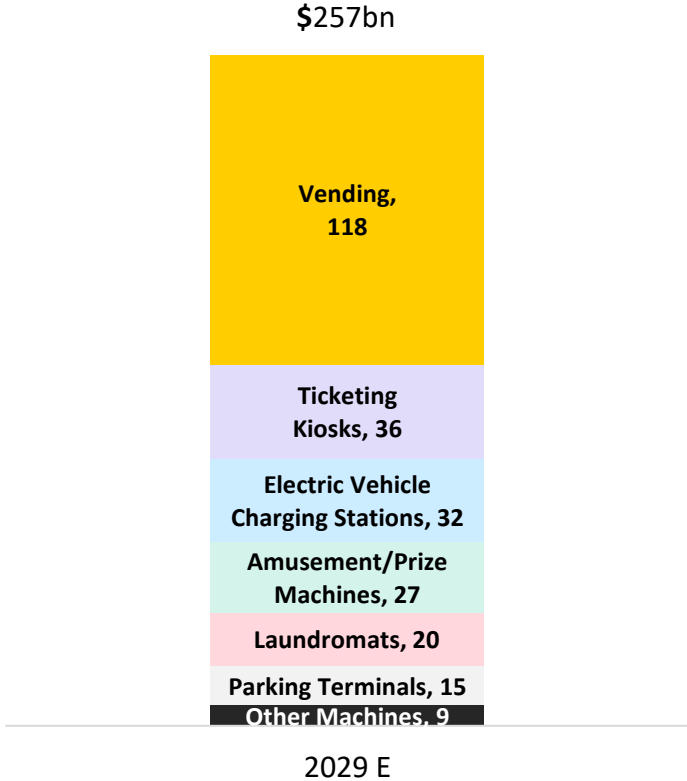 $257bn
Vending,
118
Ticketing
Kiosks, 36
Electric Vehicle
Charging Stations, 32
Amusement/Prize
Machines, 27
Laundromats, 20
Parking Terminals, 15
Other Machines, 9
2029 E